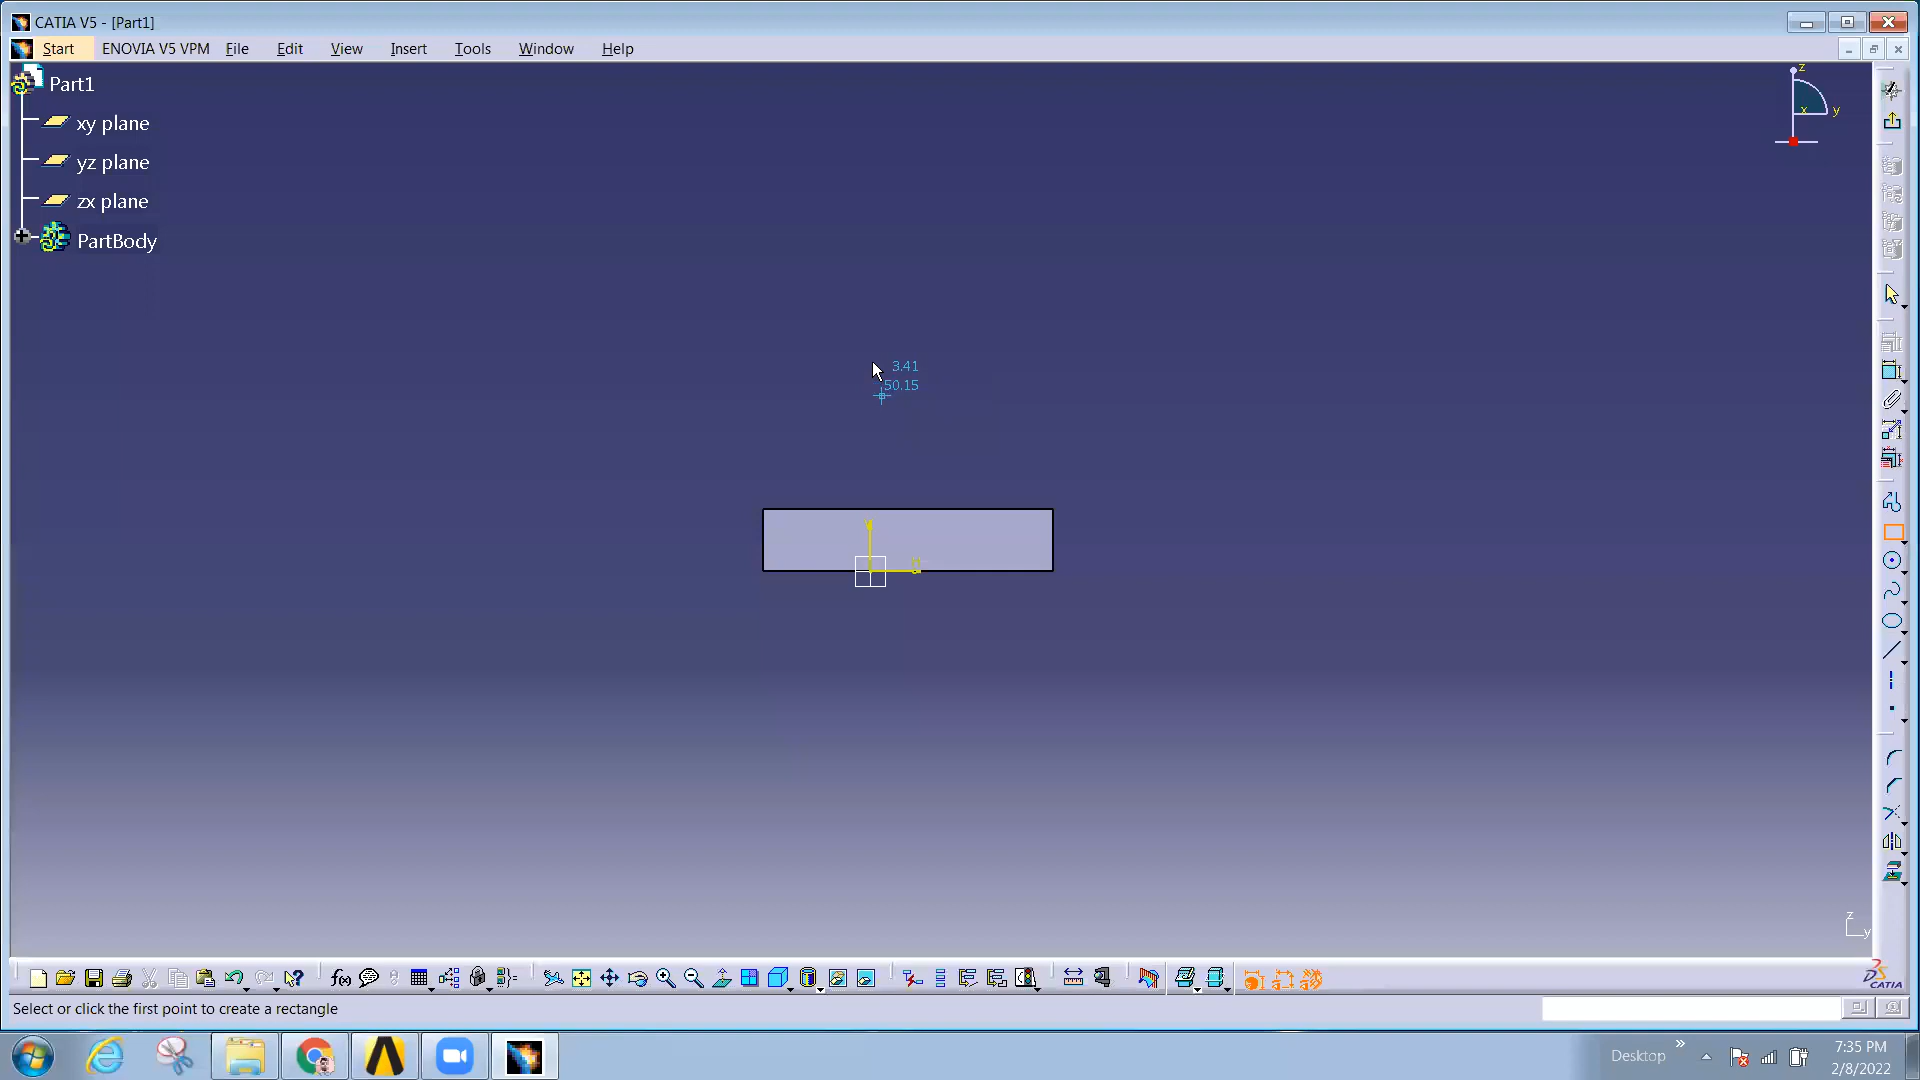 CATIA V5 - [Part1]
Start ENOVIA V5 VPM File Edit View Insert Tools Window Help
Part1
xy plane
yz plane
zx plane
PartBody
z
x y
3.41
50.15
V
H
z
y
f(x)
CATIA
Select or click the first point to create a rectangle
Desktop »
7:35 PM
2/8/2022